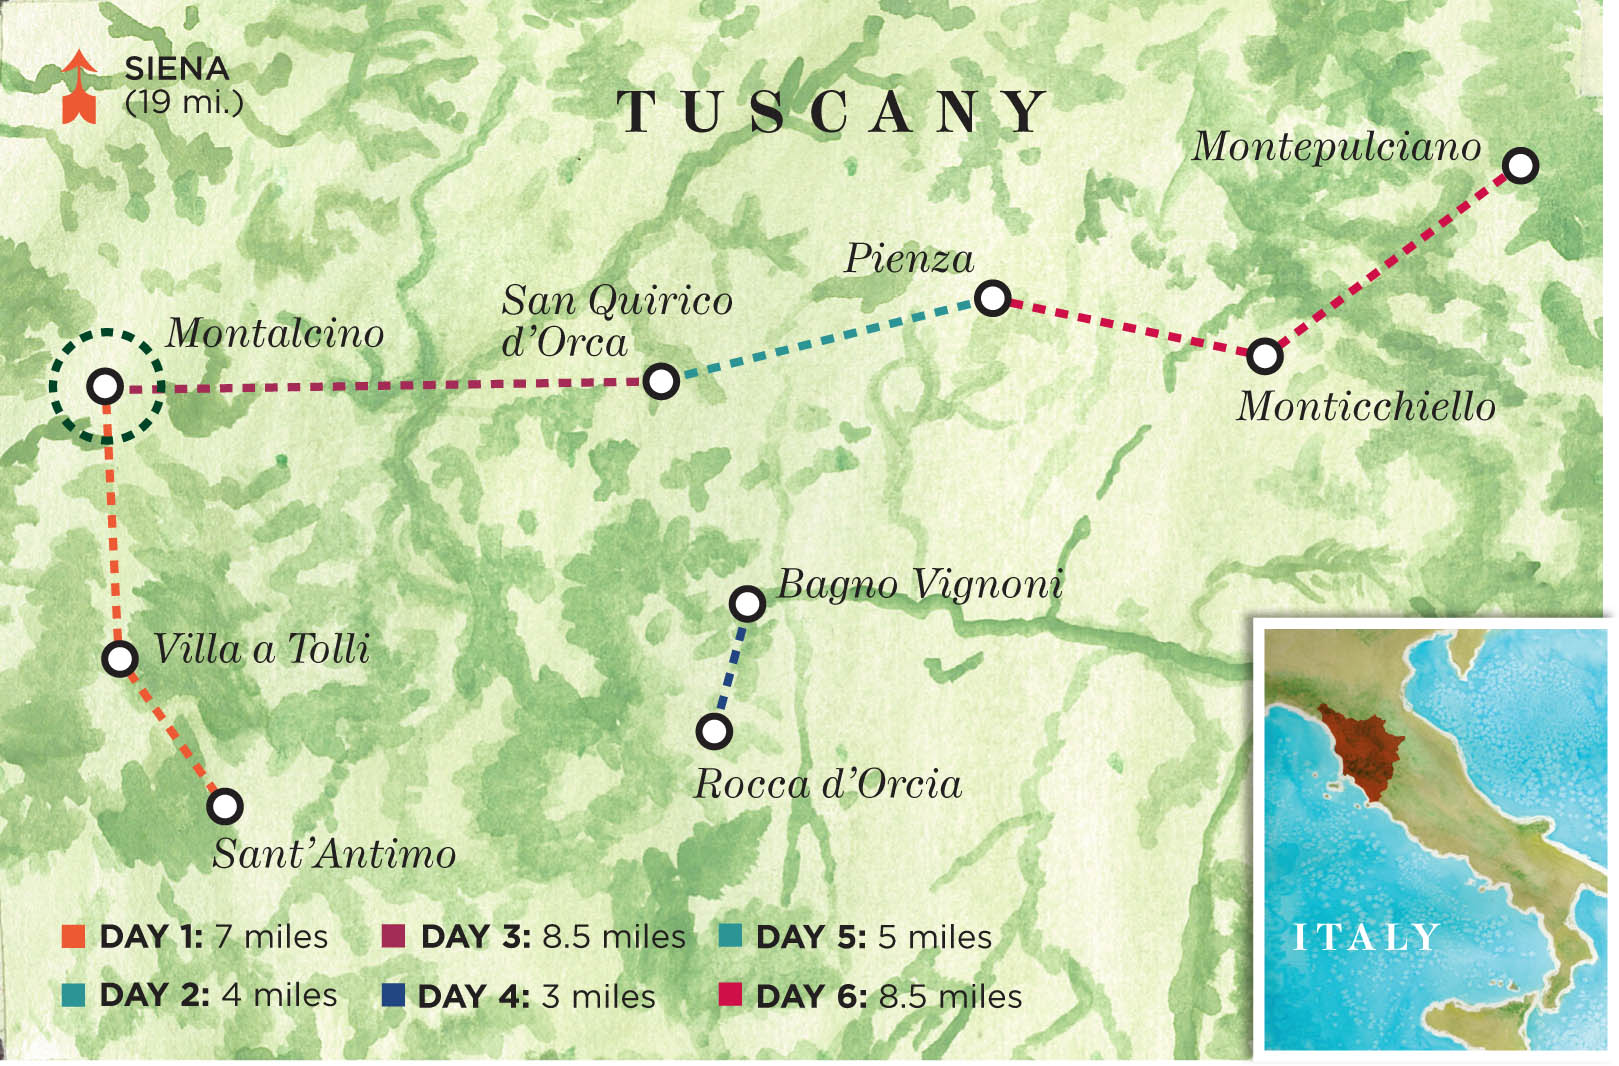 SIENA
(19 mi.)
TUSCANY
Montepulciano
Pienza
San Quirico
d’Orca
Montalcino
Monticchiello
Bagno Vignoni
Villa a Tolli
Rocca d’Orcia
Sant’Antimo
DAY 1: 7 miles
DAY 3: 8.5 miles
DAY 5: 5 miles
DAY 2: 4 miles
DAY 4: 3 miles
DAY 6: 8.5 miles
ITALY